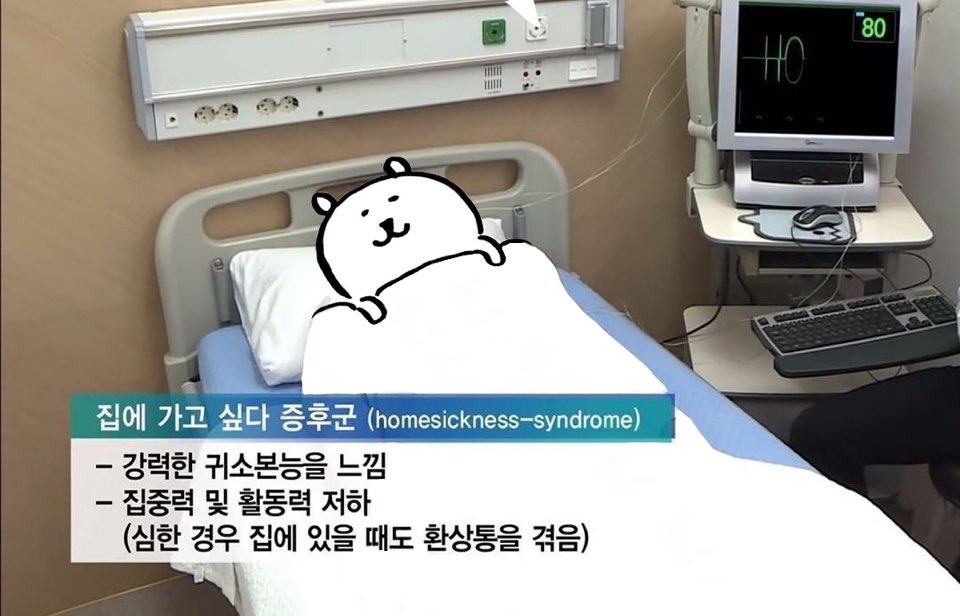 HO
80
집에 가고 싶다 증후군 (homesickness-syndrome)
- 강력한 귀소본능을 느낌
- 집중력 및 활동력 저하
(심한 경우 집에 있을 때도 환상통을 겪음)